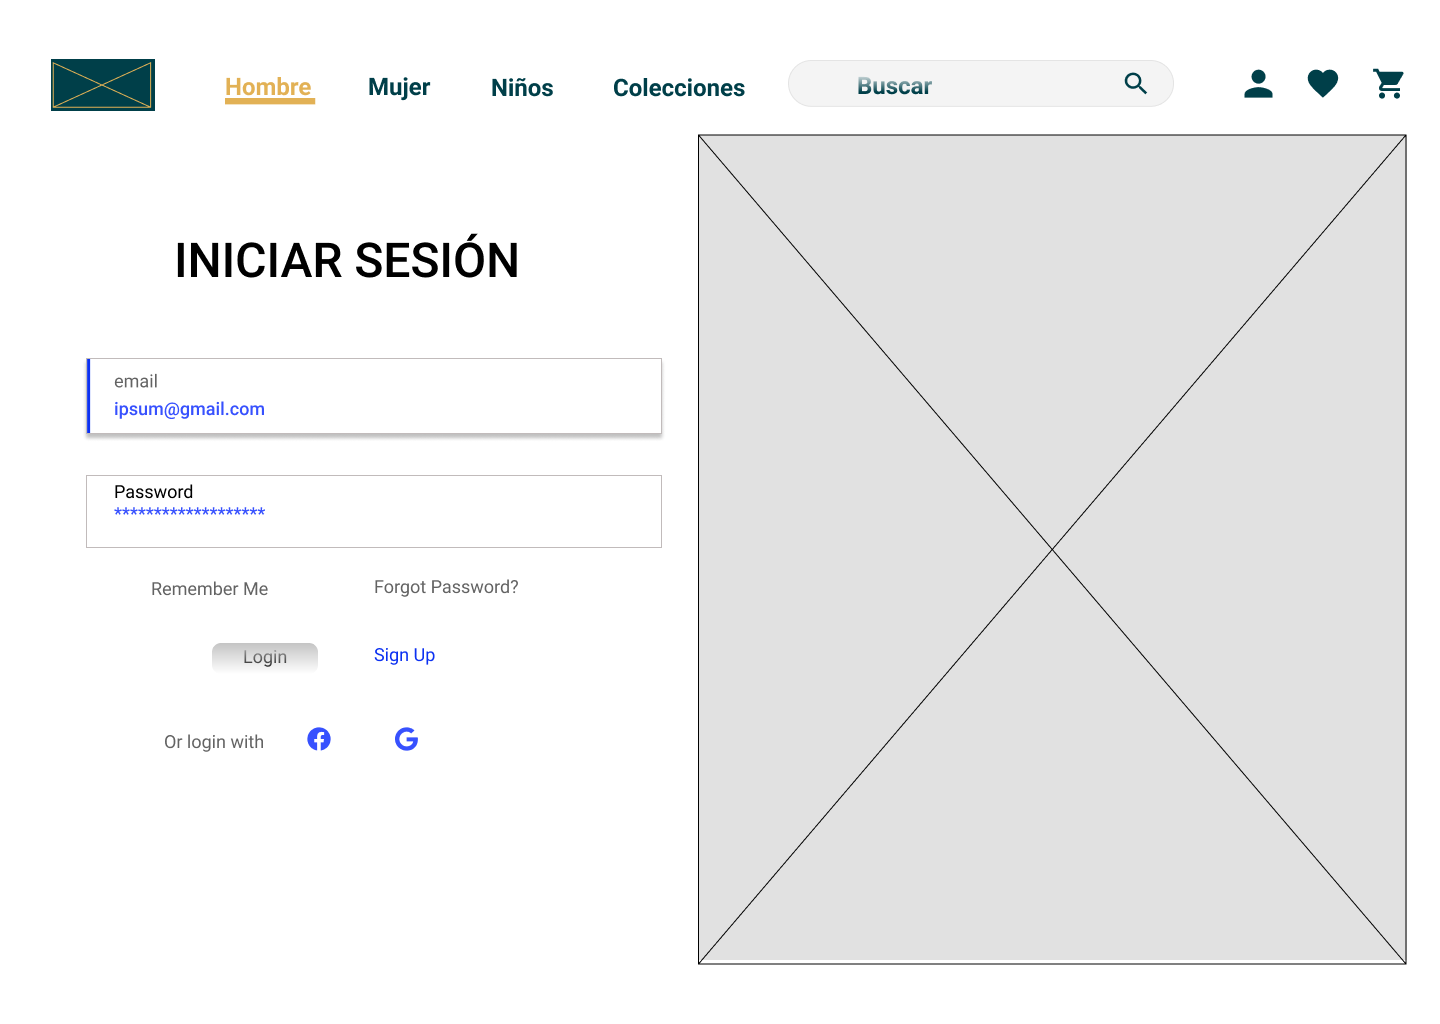 Hombre Mujer Niños Colecciones Buscar
INICIAR SESIÓN
email
ipsum@gmail.com
Password
*******************
Remember Me Forgot Password?
Login Sign Up
Or login with